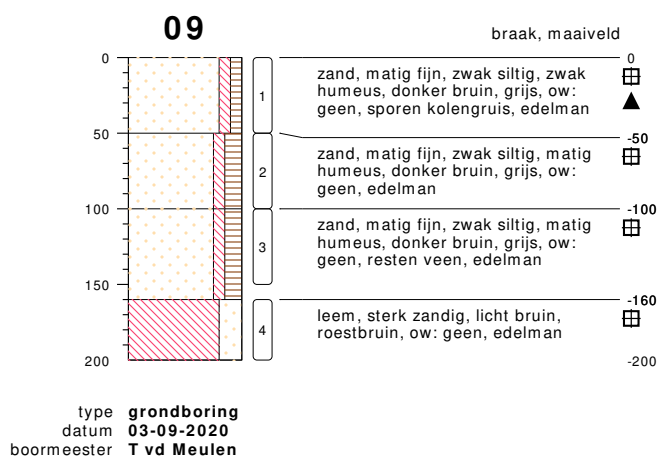 09
braak, maaiveld
0
0
zand, matig fijn, zwak siltig, zwak
humeus, donker bruin, grijs, ow:
geen, sporen kolengruis, edelman
1
50
-50
zand, matig fijn, zwak siltig, matig
humeus, donker bruin, grijs, ow:
geen, edelman
2
100
-100
zand, matig fijn, zwak siltig, matig
humeus, donker bruin, grijs, ow:
geen, resten veen, edelman
3
150
-160
leem, sterk zandig, licht bruin,
roestbruin, ow: geen, edelman
4
200
-200
type grondboring
datum 03-09-2020
boormeester T vd Meulen